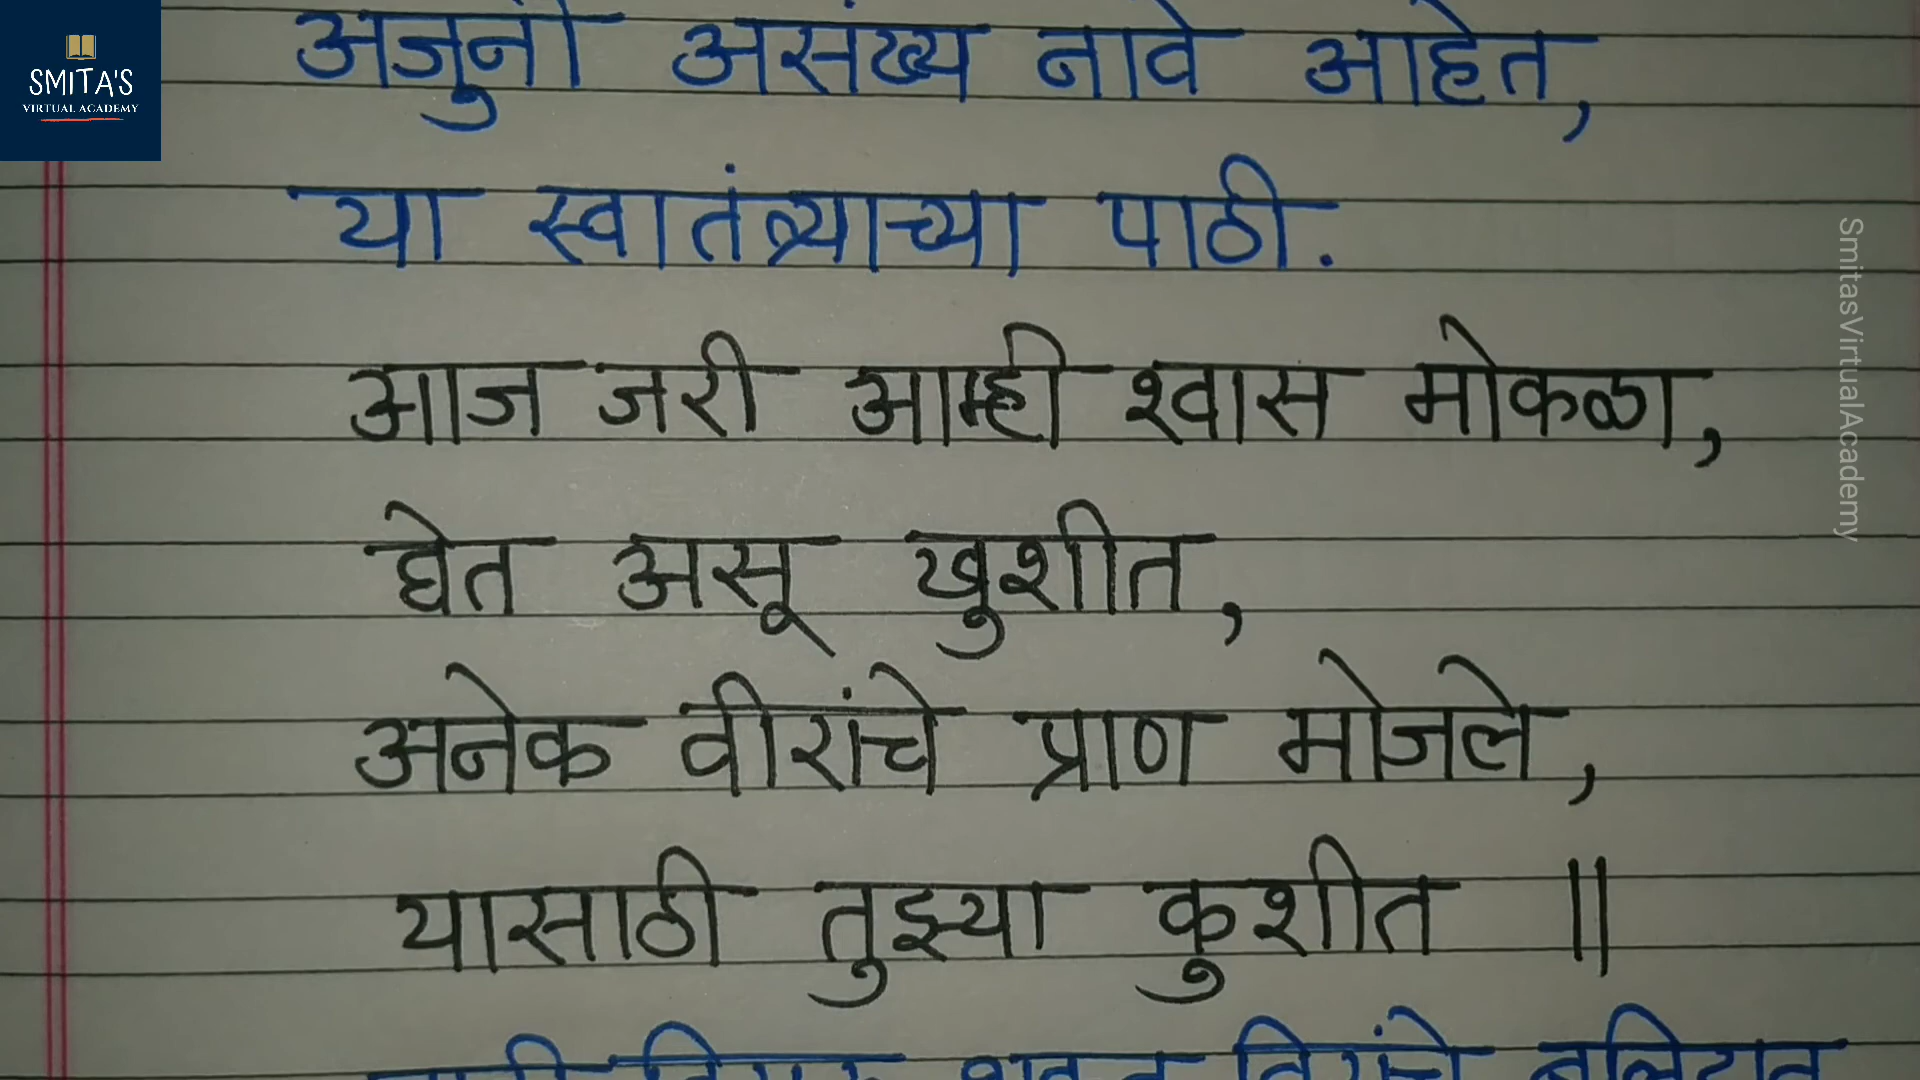 SMITA'S
VIRTUAL ACADEMY
अजुनी असंख्य नावे आहेत,
या स्वातंत्र्याच्या पाठी.
आज जरी आम्ही श्वास मोकळा,
घेत असू खुशीत,
अनेक वीरांचे प्राण मोजले,
यासाठी तुझ्या कुशीत ||
SmitasVirtualAcademy